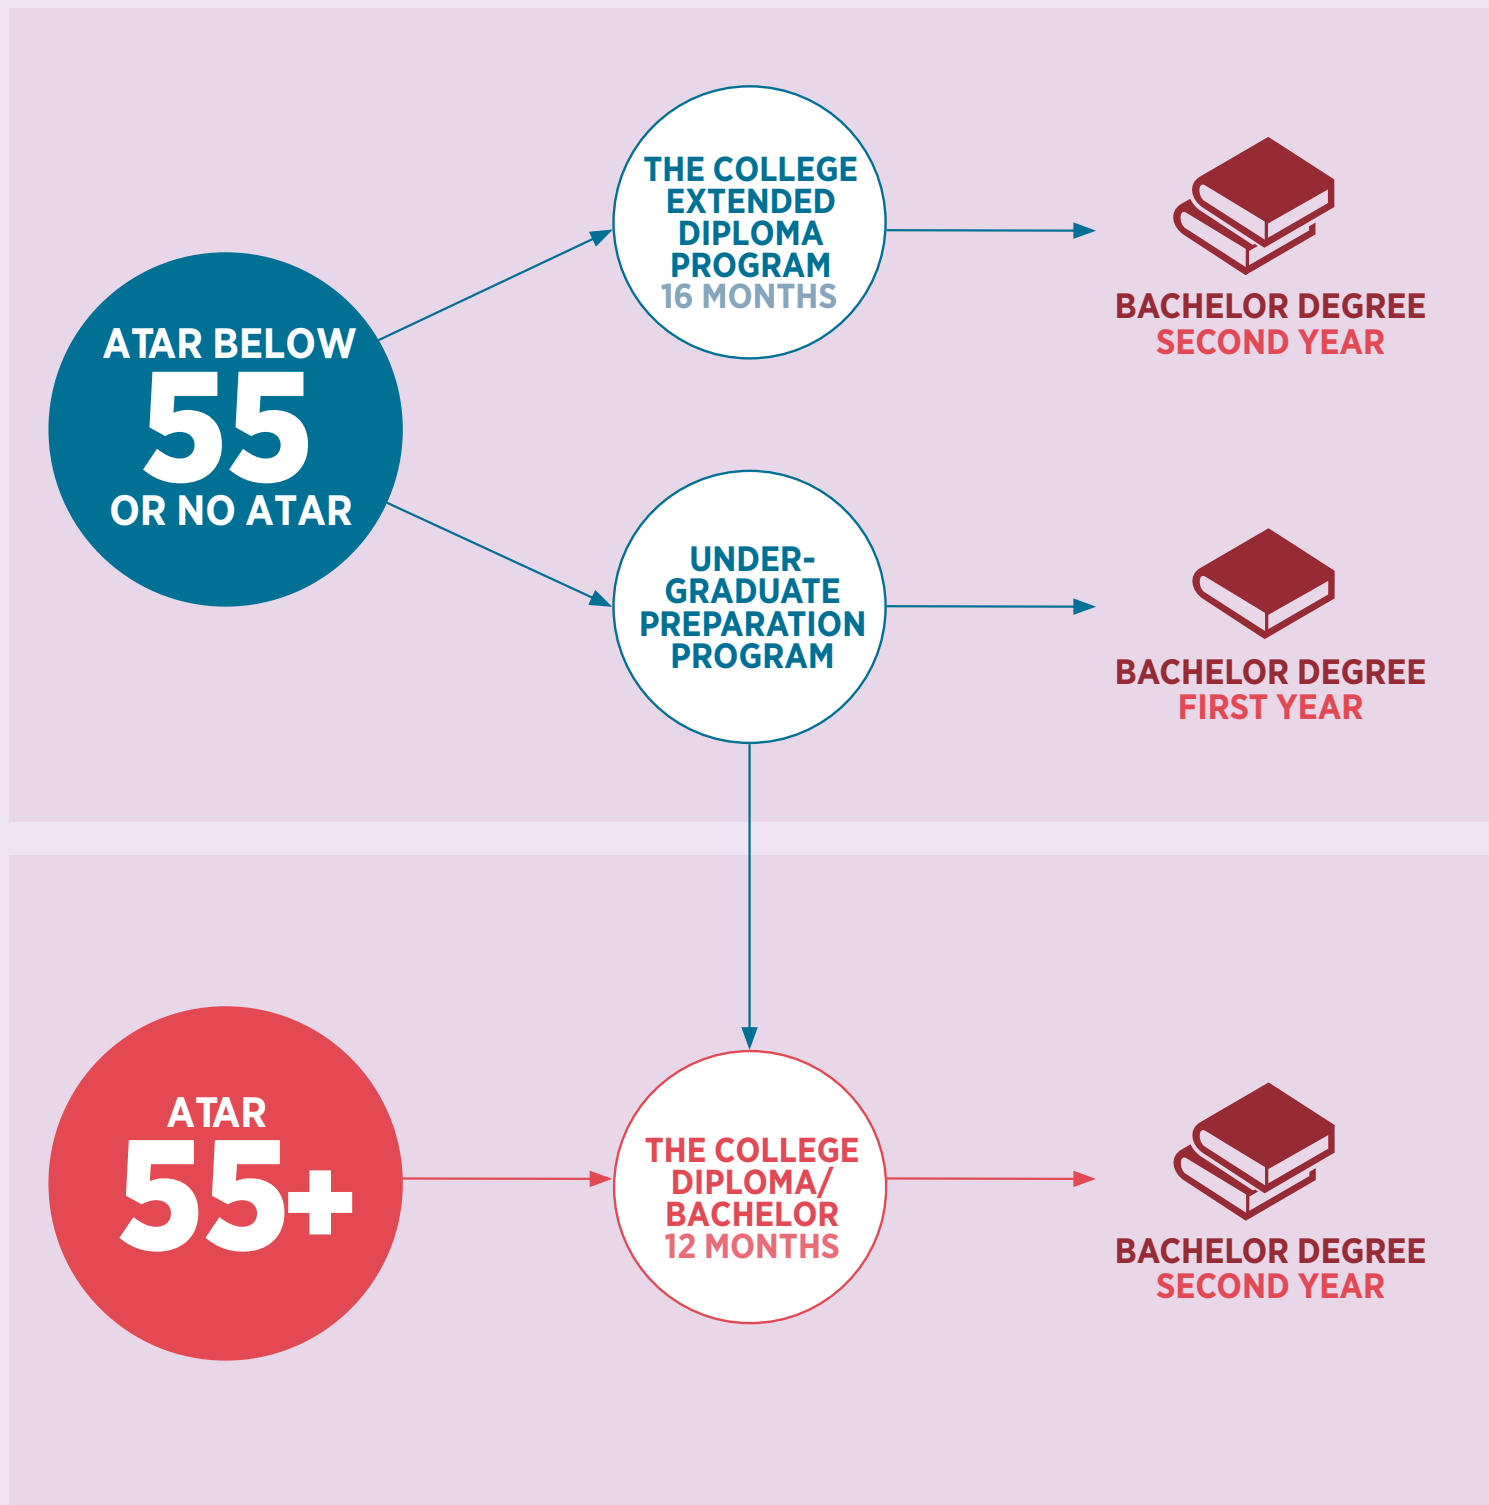 THE COLLEGE
EXTENDED
DIPLOMA
PROGRAM
16 MONTHS
BACHELOR DEGREE
SECOND YEAR
ATAR BELOW
55
OR NO ATAR
UNDER-
GRADUATE
PREPARATION
PROGRAM
BACHELOR DEGREE
FIRST YEAR
ATAR
55+
THE COLLEGE
DIPLOMA/
BACHELOR
12 MONTHS
BACHELOR DEGREE
SECOND YEAR